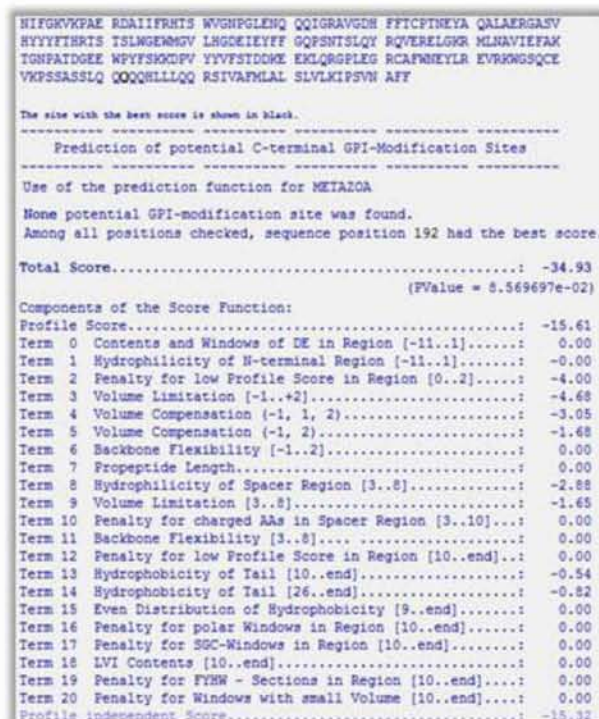 NIFGKVKPAE RDAIIFRHTS WVGNPGLENQ QQIGRAVGDH FFTCPTNEYA QALAERGASV
HYYYFTHRTS TSLWGEWMGV LHGDEIEYFF GQPSNTSLQY RQVERELGKR MLNAVIEFAK
TGNPATDGEE WPYFSKKDPV YYVFSTDDKE EKLQRGPLEG RCAFWNEYLR EVRKWGSQCE
VKPSSASSLQ QQQQHLLLQQ RSIVAFMLAL SLVLKIPSVN AFF
The site with the best score is shown in black.
---------- ---------- ---------- ---------- ---------- ----------
Prediction of potential C-terminal GPI-Modification Sites
---------- ---------- ---------- ---------- ---------- ----------
Use of the prediction function for METAZOA
None potential GPI-modification site was found.
Among all positions checked, sequence position 192 had the best score.
Total Score...............................................: -34.93
(PValue = 8.569697e-02)
Components of the Score Function:
Profile Score.............................................: -15.61
Term 0 Contents and Windows of DE in Region [-11..1]......: 0.00
Term 1 Hydrophilicity of N-terminal Region [-11..1].......: -0.00
Term 2 Penalty for low Profile Score in Region [0..2].....: -4.00
Term 3 Volume Limitation [-1..+2].........................: -4.68
Term 4 Volume Compensation (-1, 1, 2).....................: -3.05
Term 5 Volume Compensation (-1, 2)........................: -1.68
Term 6 Backbone Flexibility [-1..2].......................: 0.00
Term 7 Propeptide Length..................................: 0.00
Term 8 Hydrophilicity of Spacer Region [3..8].............: -2.88
Term 9 Volume Limitation [3..8]...........................: -1.65
Term 10 Penalty for charged AAs in Spacer Region [3..10]...: 0.00
Term 11 Backbone Flexibility [3..8].... ...................: 0.00
Term 12 Penalty for low Profile Score in Region [10..end]..: 0.00
Term 13 Hydrophobicity of Tail [10..end]...................: -0.54
Term 14 Hydrophobicity of Tail [26..end]...................: -0.82
Term 15 Even Distribution of Hydrophobicity [9..end].......: 0.00
Term 16 Penalty for polar Windows in Region [10..end]......: 0.00
Term 17 Penalty for SGC-Windows in Region [10..end]........: 0.00
Term 18 LVI Contents [10..end].............................: 0.00
Term 19 Penalty for FYHW - Sections in Region [10..end]....: 0.00
Term 20 Penalty for Windows with small Volume [10..end]....: 0.00
Profile independent Score..................................: -15.32